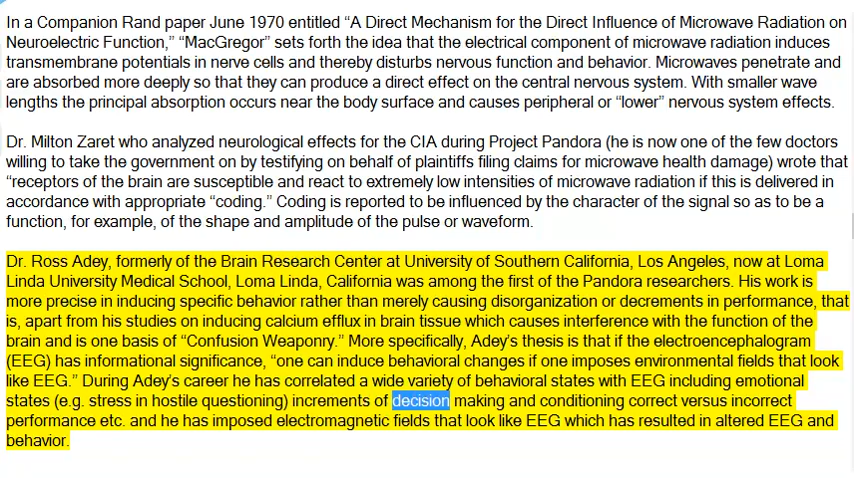 In a Companion Rand paper June 1970 entitled “A Direct Mechanism for the Direct Influence of Microwave Radiation on
Neuroelectric Function,” “MacGregor” sets forth the idea that the electrical component of microwave radiation induces
transmembrane potentials in nerve cells and thereby disturbs nervous function and behavior. Microwaves penetrate and
are absorbed more deeply so that they can produce a direct effect on the central nervous system. With smaller wave
lengths the principal absorption occurs near the body surface and causes peripheral or “lower” nervous system effects.
Dr. Milton Zaret who analyzed neurological effects for the CIA during Project Pandora (he is now one of the few doctors
willing to take the government on by testifying on behalf of plaintiffs filing claims for microwave health damage) wrote that
“receptors of the brain are susceptible and react to extremely low intensities of microwave radiation if this is delivered in
accordance with appropriate “coding.” Coding is reported to be influenced by the character of the signal so as to be a
function, for example, of the shape and amplitude of the pulse or waveform.
Dr. Ross Adey, formerly of the Brain Research Center at University of Southern California, Los Angeles, now at Loma
Linda University Medical School, Loma Linda, California was among the first of the Pandora researchers. His work is
more precise in inducing specific behavior rather than merely causing disorganization or decrements in performance, that
is, apart from his studies on inducing calcium efflux in brain tissue which causes interference with the function of the
brain and is one basis of “Confusion Weaponry.” More specifically, Adey’s thesis is that if the electroencephalogram
(EEG) has informational significance, “one can induce behavioral changes if one imposes environmental fields that look
like EEG.” During Adey’s career he has correlated a wide variety of behavioral states with EEG including emotional
states (e.g. stress in hostile questioning) increments of decision making and conditioning correct versus incorrect
performance etc. and he has imposed electromagnetic fields that look like EEG which has resulted in altered EEG and
behavior.